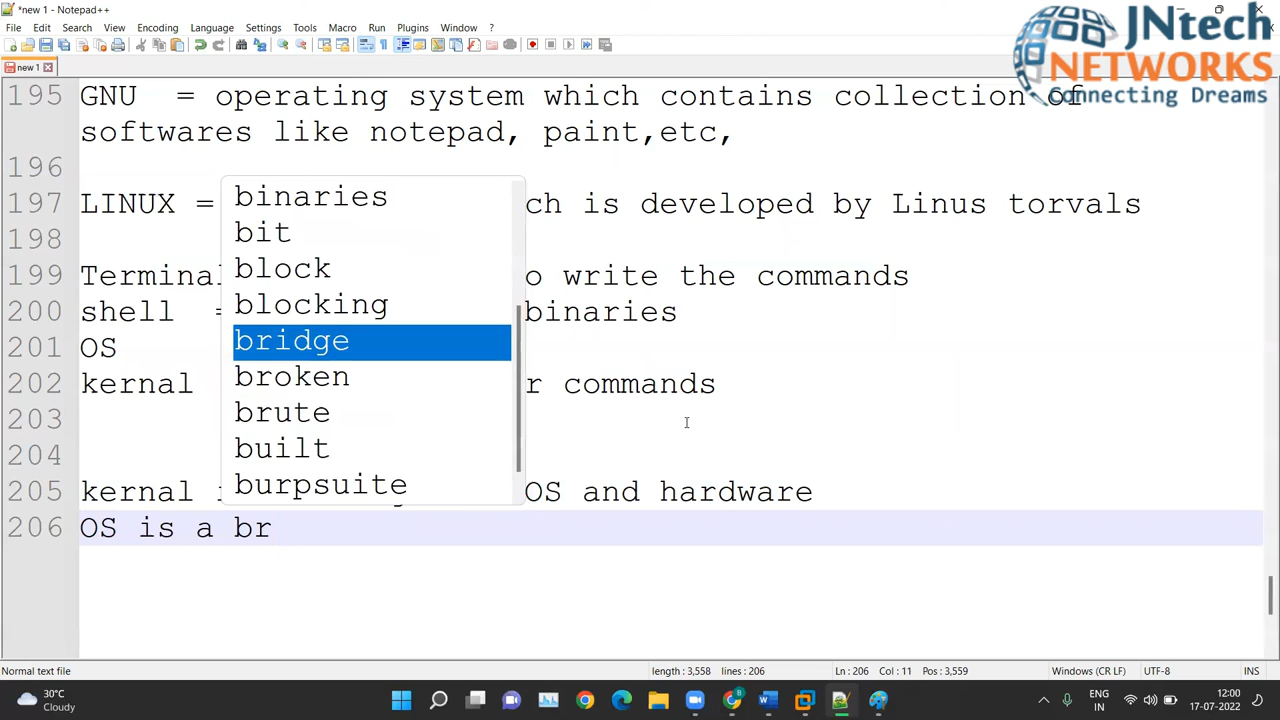 *new 1 - Notepad++
JNtech
NETWORKS
Connecting Dreams
File Edit Search View Encoding Language Settings Tools Macro Run Plugins Window ?
new 1
195 GNU = operating system which contains collection of
softwares like notepad, paint,etc,
196
197 LINUX = ch is developed by Linus torvals
198
199 Terminal o write the commands
200 shell = binaries
201 OS
202 kernal r commands
203
204
205 kernal OS and hardware
206 OS is a br
binaries
bit
block
blocking
bridge
broken
brute
built
burpsuite
Normal text file length : 3,558 lines : 206 Ln : 206 Col : 11 Pos : 3,559 Windows (CR LF) UTF-8 INS
30°C
Cloudy
ENG
IN
12:00
17-07-2022